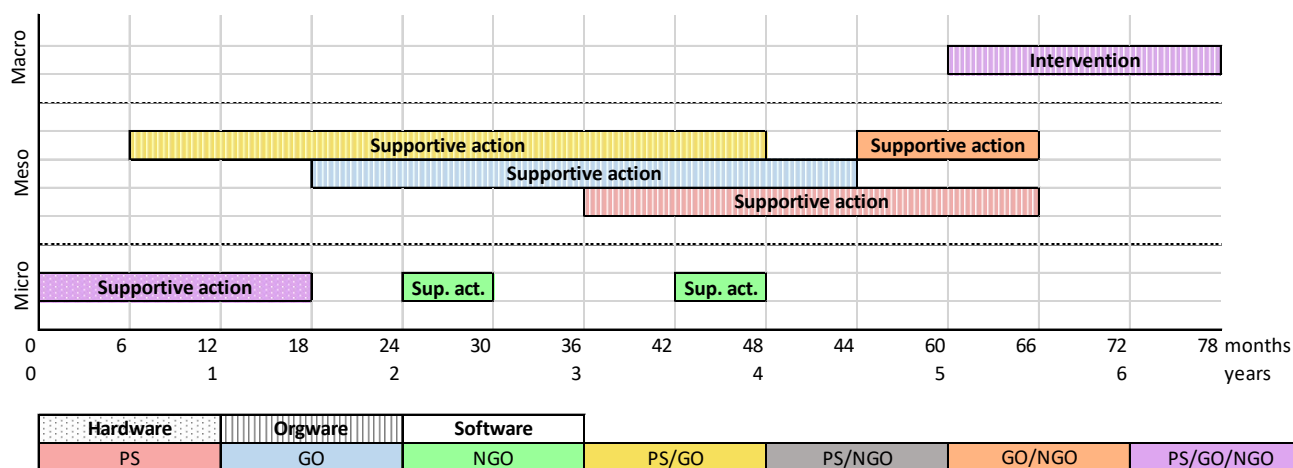 Macro
Intervention
Meso
Supportive action
Supportive action
Supportive action
Supportive action
Micro
Supportive action
Sup. act.
Sup. act.
0 6 12 18 24 30 36 42 48 44 60 66 72 78 months
0 1 2 3 4 5 6 years
Hardware Orgware Software
PS GO NGO PS/GO PS/NGO GO/NGO PS/GO/NGO